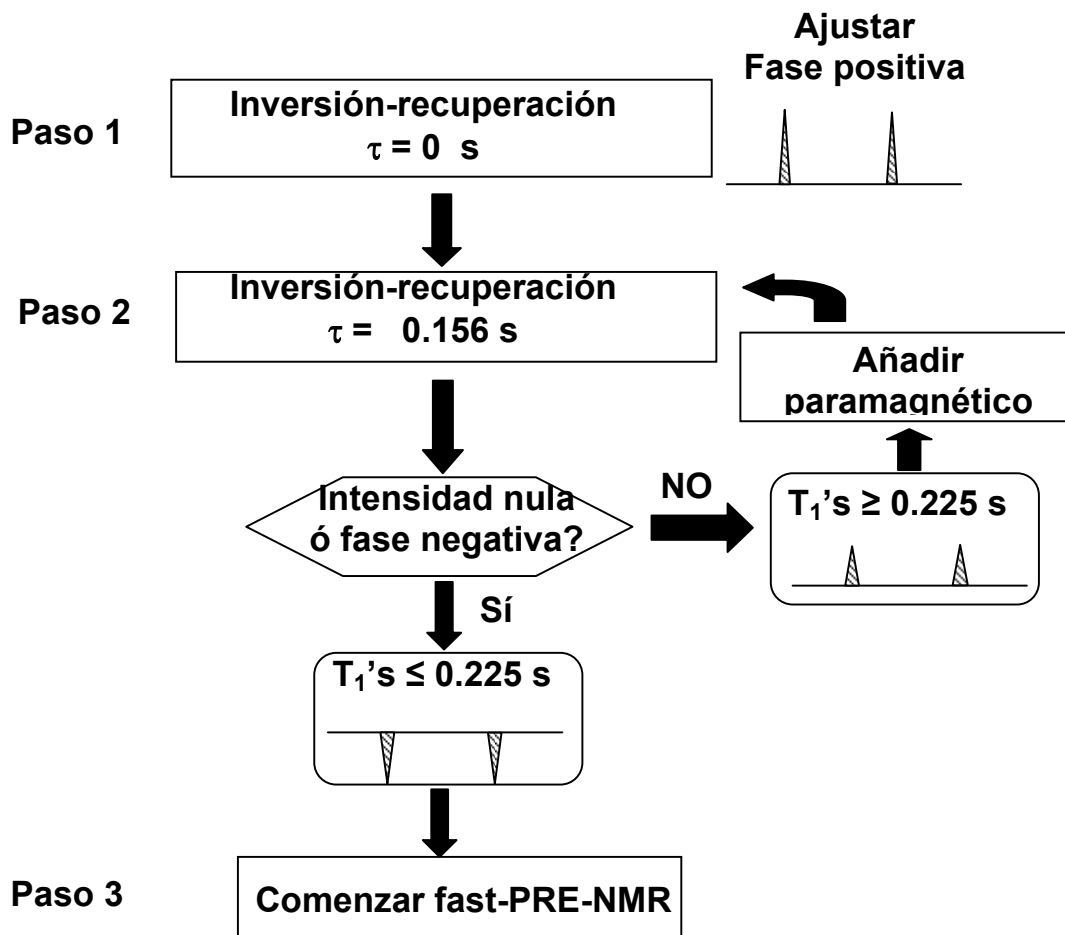 Ajustar
Fase positiva
Paso 1
Inversión-recuperación
τ = 0 s
Paso 2
Inversión-recuperación
τ = 0.156 s
Añadir
paramagnético
Intensidad nula
ó fase negativa?
NO
T₁’s ≥ 0.225 s
Sí
T₁’s ≤ 0.225 s
Paso 3
Comenzar fast-PRE-NMR